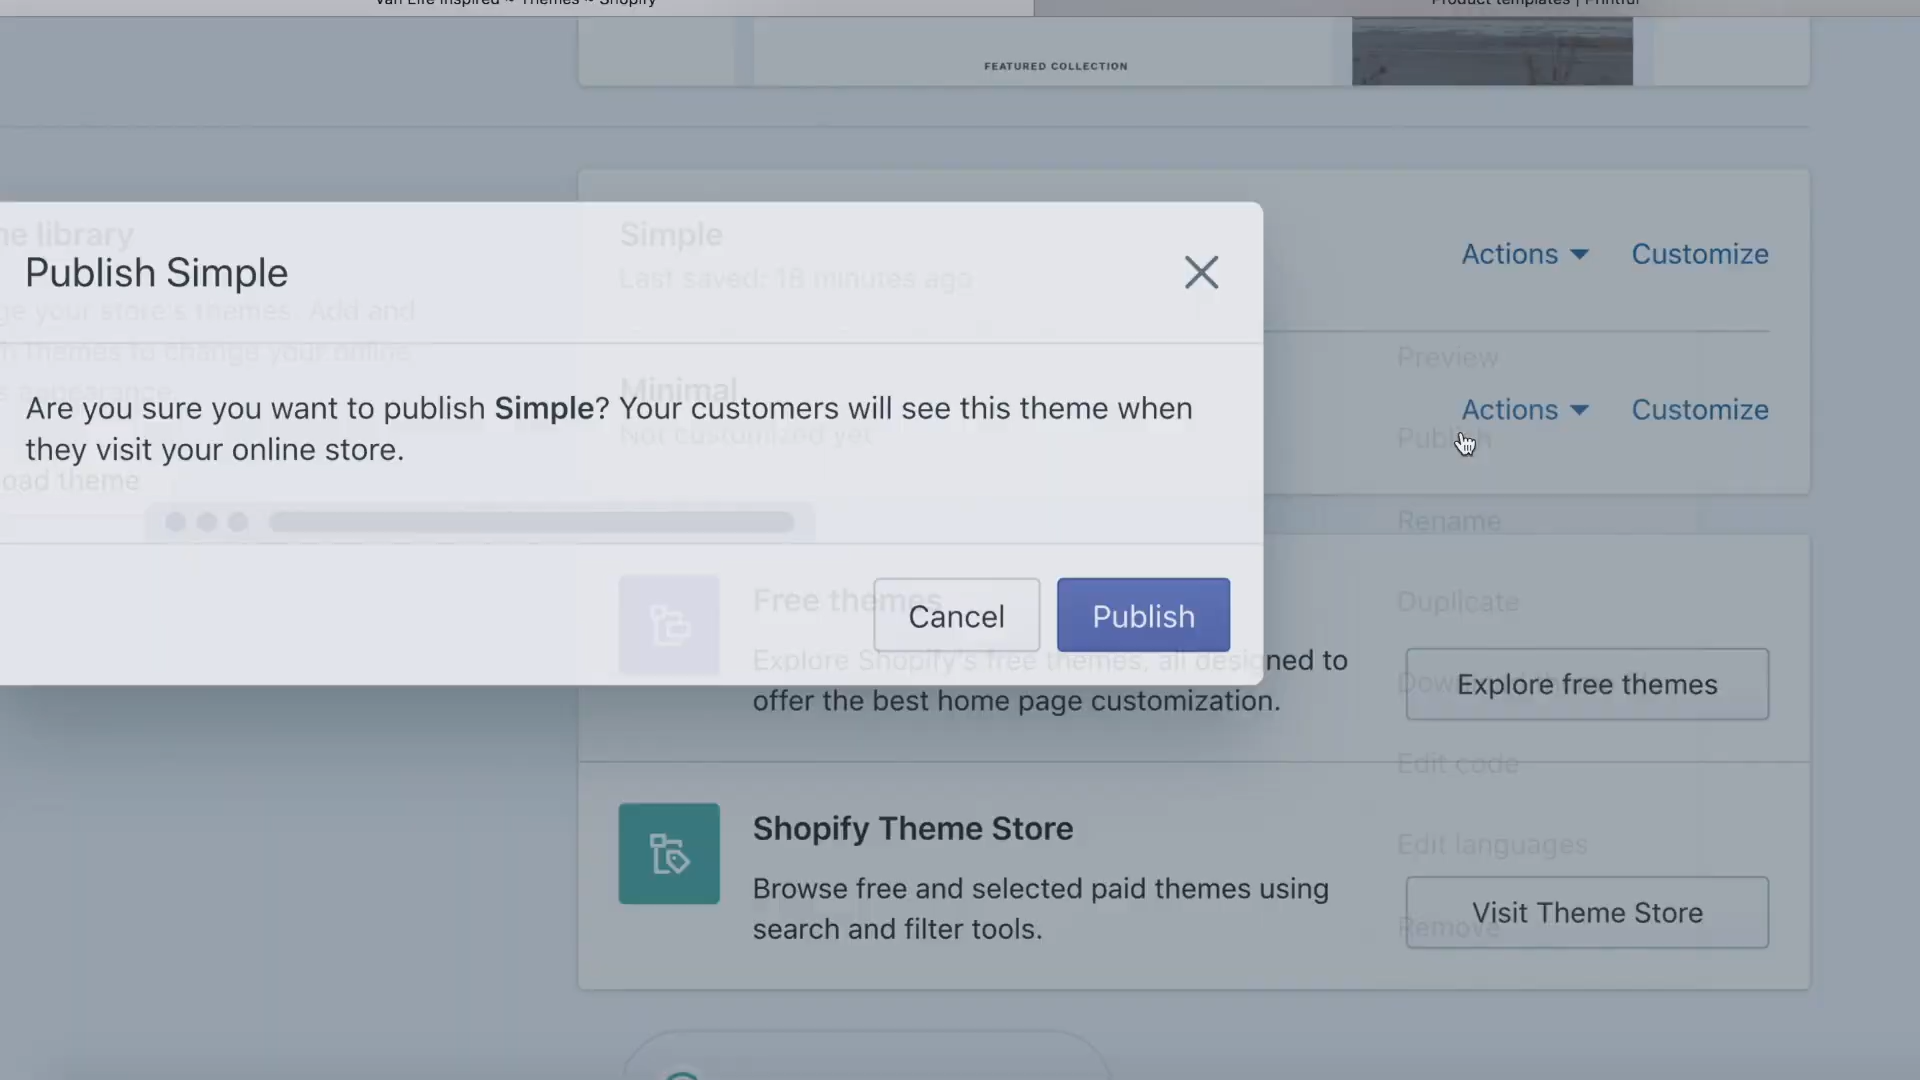 Van Life Inspired ~ Themes ~ Shopify
Product templates | Printful
FEATURED COLLECTION
ne library
Simple
Last saved: 18 minutes ago
Actions
Customize
Publish Simple
ge your store's themes. Add and
h themes to change your online
s appearance.
Preview
Minimal
Not customized yet
Actions
Customize
Publish
Are you sure you want to publish Simple? Your customers will see this theme when
they visit your online store.
oad theme
Rename
Free themes
Explore Shopify's free themes, all designed to
offer the best home page customization.
Cancel
Publish
Duplicate
Explore free themes
Edit code
Shopify Theme Store
Browse free and selected paid themes using
search and filter tools.
Edit languages
Visit Theme Store
Remove